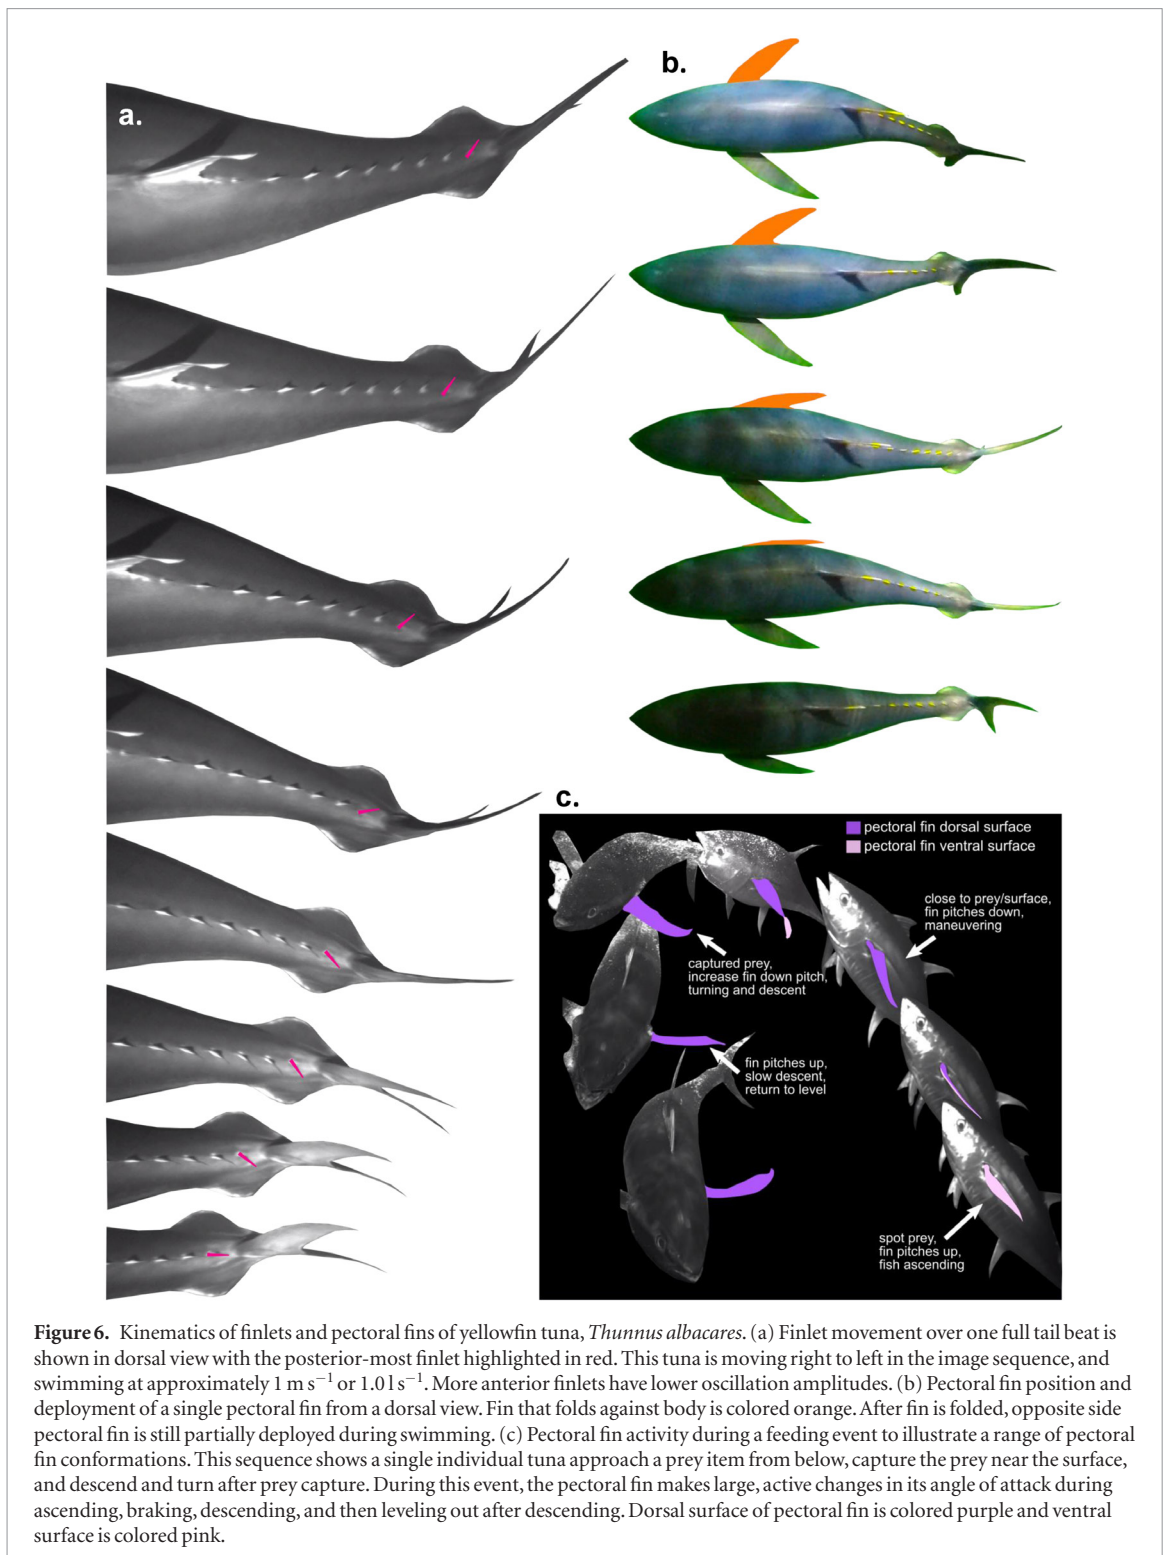 a.
b.
c.
pectoral fin dorsal surface
pectoral fin ventral surface
close to prey/surface,
fin pitches down,
maneuvering
captured prey,
increase fin down pitch,
turning and descent
fin pitches up,
slow descent,
return to level
spot prey,
fin pitches up,
fish ascending
Figure 6. Kinematics of finlets and pectoral fins of yellowfin tuna, Thunnus albacares. (a) Finlet movement over one full tail beat is
shown in dorsal view with the posterior-most finlet highlighted in red. This tuna is moving right to left in the image sequence, and
swimming at approximately 1 m s⁻¹ or 1.0 l s⁻¹. More anterior finlets have lower oscillation amplitudes. (b) Pectoral fin position and
deployment of a single pectoral fin from a dorsal view. Fin that folds against body is colored orange. After fin is folded, opposite side
pectoral fin is still partially deployed during swimming. (c) Pectoral fin activity during a feeding event to illustrate a range of pectoral
fin conformations. This sequence shows a single individual tuna approach a prey item from below, capture the prey near the surface,
and descend and turn after prey capture. During this event, the pectoral fin makes large, active changes in its angle of attack during
ascending, braking, descending, and then leveling out after descending. Dorsal surface of pectoral fin is colored purple and ventral
surface is colored pink.